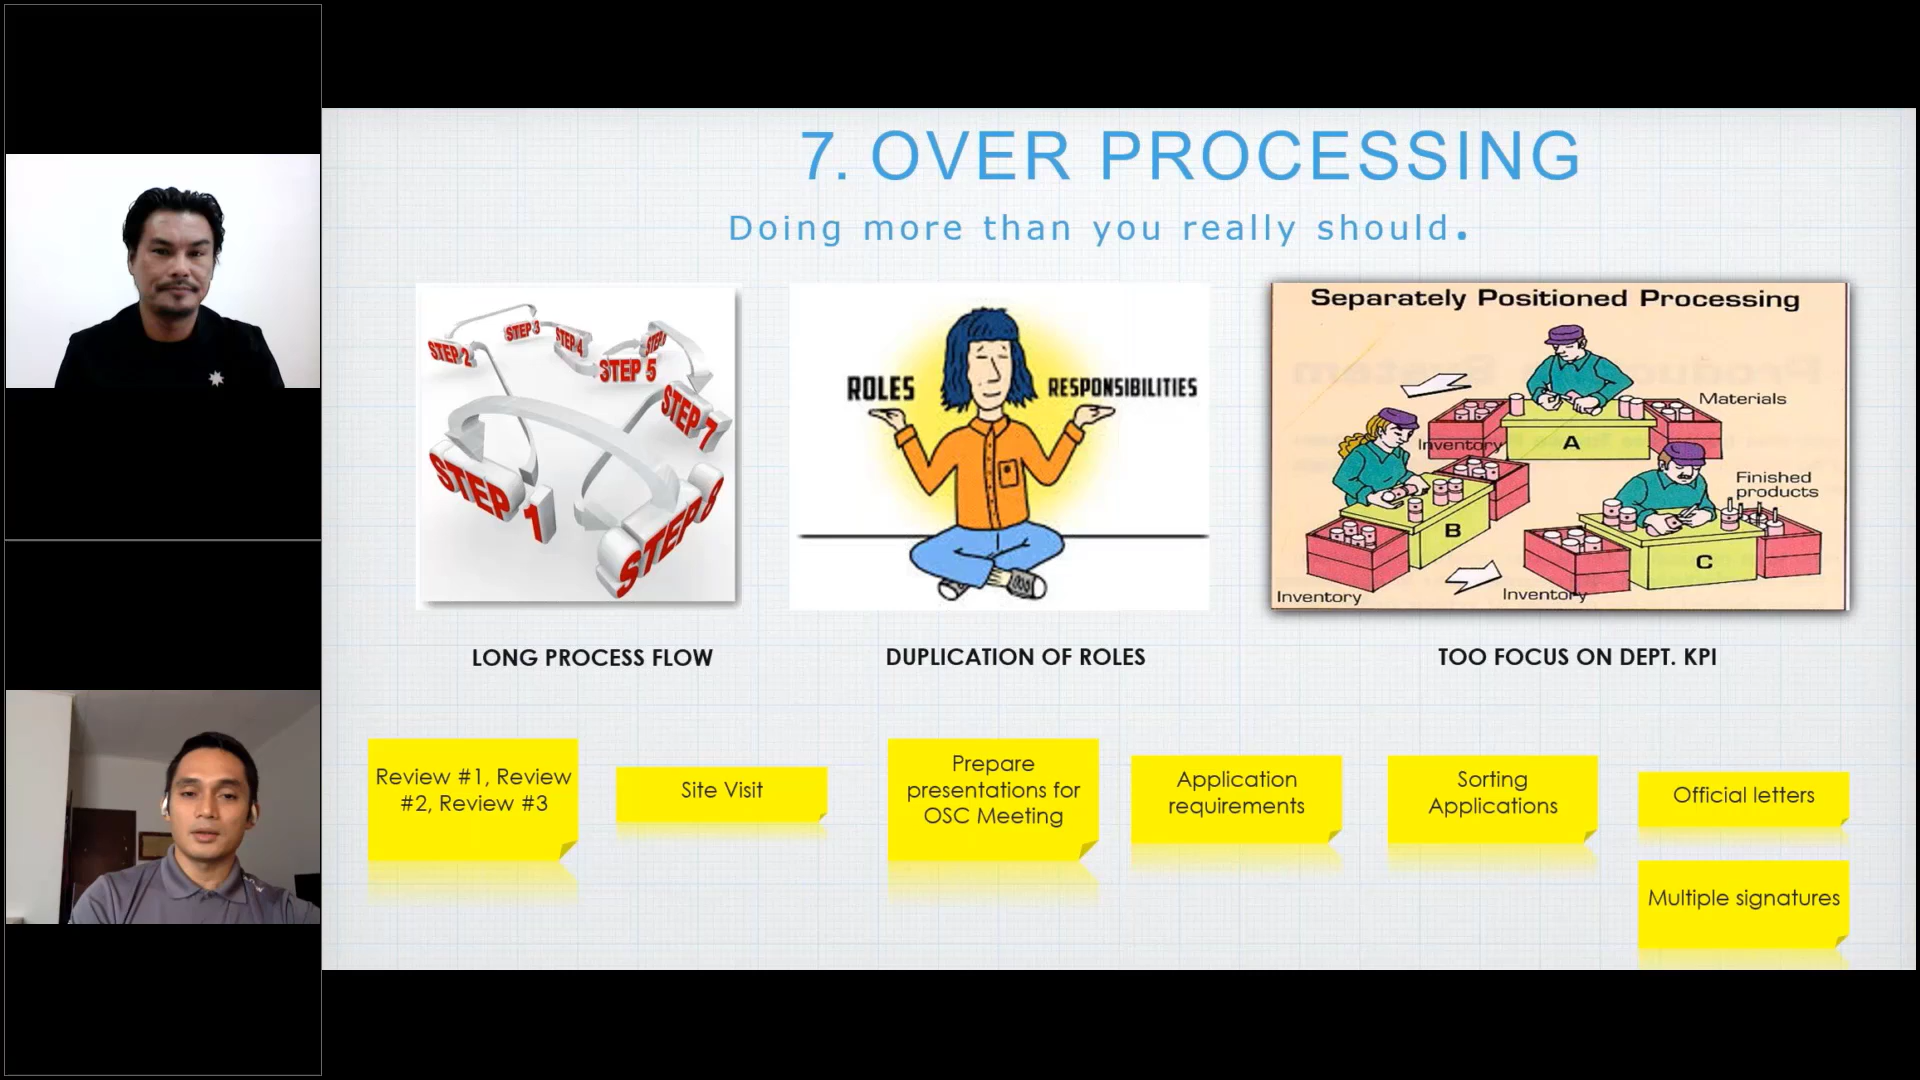 7. OVER PROCESSING
Doing more than you really should.
STEP 1
STEP 2
STEP 3
STEP 4
STEP 5
STEP 7
STEP 8
ROLES
RESPONSIBILITIES
Separately Positioned Processing
Materials
Inventory
A
Finished
products
B
C
Inventory
Inventory
LONG PROCESS FLOW
DUPLICATION OF ROLES
TOO FOCUS ON DEPT. KPI
Review #1, Review
#2, Review #3
Site Visit
Prepare
presentations for
OSC Meeting
Application
requirements
Sorting
Applications
Official letters
Multiple signatures